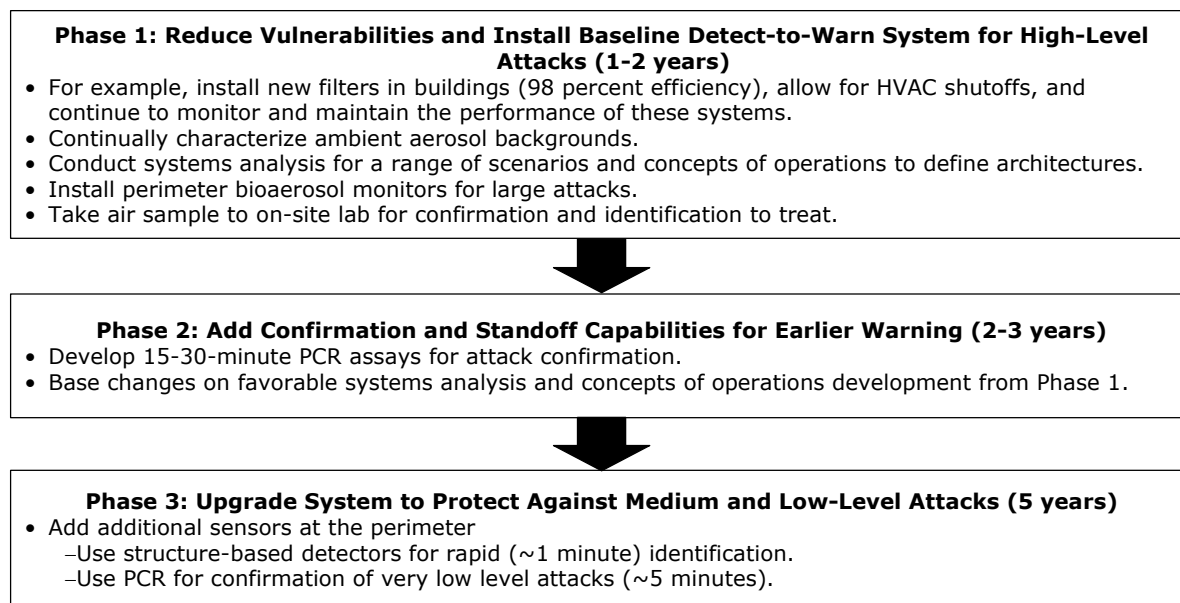 Phase 1: Reduce Vulnerabilities and Install Baseline Detect-to-Warn System for High-Level
Attacks (1-2 years)
• For example, install new filters in buildings (98 percent efficiency), allow for HVAC shutoffs, and
continue to monitor and maintain the performance of these systems.
• Continually characterize ambient aerosol backgrounds.
• Conduct systems analysis for a range of scenarios and concepts of operations to define architectures.
• Install perimeter bioaerosol monitors for large attacks.
• Take air sample to on-site lab for confirmation and identification to treat.
Phase 2: Add Confirmation and Standoff Capabilities for Earlier Warning (2-3 years)
• Develop 15-30-minute PCR assays for attack confirmation.
• Base changes on favorable systems analysis and concepts of operations development from Phase 1.
Phase 3: Upgrade System to Protect Against Medium and Low-Level Attacks (5 years)
• Add additional sensors at the perimeter
–Use structure-based detectors for rapid (~1 minute) identification.
–Use PCR for confirmation of very low level attacks (~5 minutes).